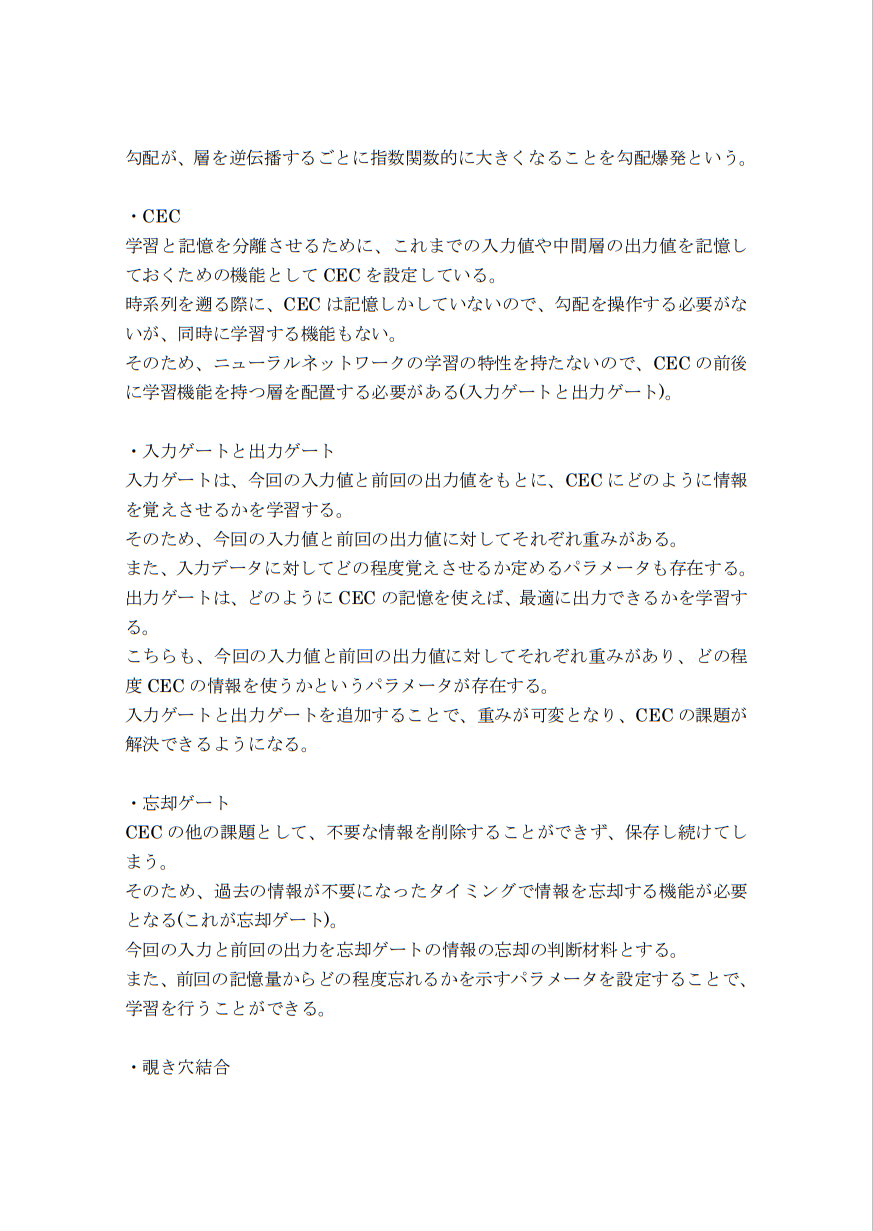 勾配が、層を逆伝播するごとに指数関数的に大きくなることを勾配爆発という。
・CEC
学習と記憶を分離させるために、これまでの入力値や中間層の出力値を記憶し
ておくための機能として CEC を設定している。
時系列を遡る際に、CEC は記憶しかしていないので、勾配を操作する必要がな
いが、同時に学習する機能もない。
そのため、ニューラルネットワークの学習の特性を持たないので、CEC の前後
に学習機能を持つ層を配置する必要がある(入力ゲートと出力ゲート)。
・入力ゲートと出力ゲート
入力ゲートは、今回の入力値と前回の出力値をもとに、CEC にどのように情報
を覚えさせるかを学習する。
そのため、今回の入力値と前回の出力値に対してそれぞれ重みがある。
また、入力データに対してどの程度覚えさせるか定めるパラメータも存在する。
出力ゲートは、どのように CEC の記憶を使えば、最適に出力できるかを学習す
る。
こちらも、今回の入力値と前回の出力値に対してそれぞれ重みがあり、どの程
度 CEC の情報を使うかというパラメータが存在する。
入力ゲートと出力ゲートを追加することで、重みが可変となり、CEC の課題が
解決できるようになる。
・忘却ゲート
CEC の他の課題として、不要な情報を削除することができず、保存し続けてし
まう。
そのため、過去の情報が不要になったタイミングで情報を忘却する機能が必要
となる(これが忘却ゲート)。
今回の入力と前回の出力を忘却ゲートの情報の忘却の判断材料とする。
また、前回の記憶量からどの程度忘れるかを示すパラメータを設定することで、
学習を行うことができる。
・覗き穴結合